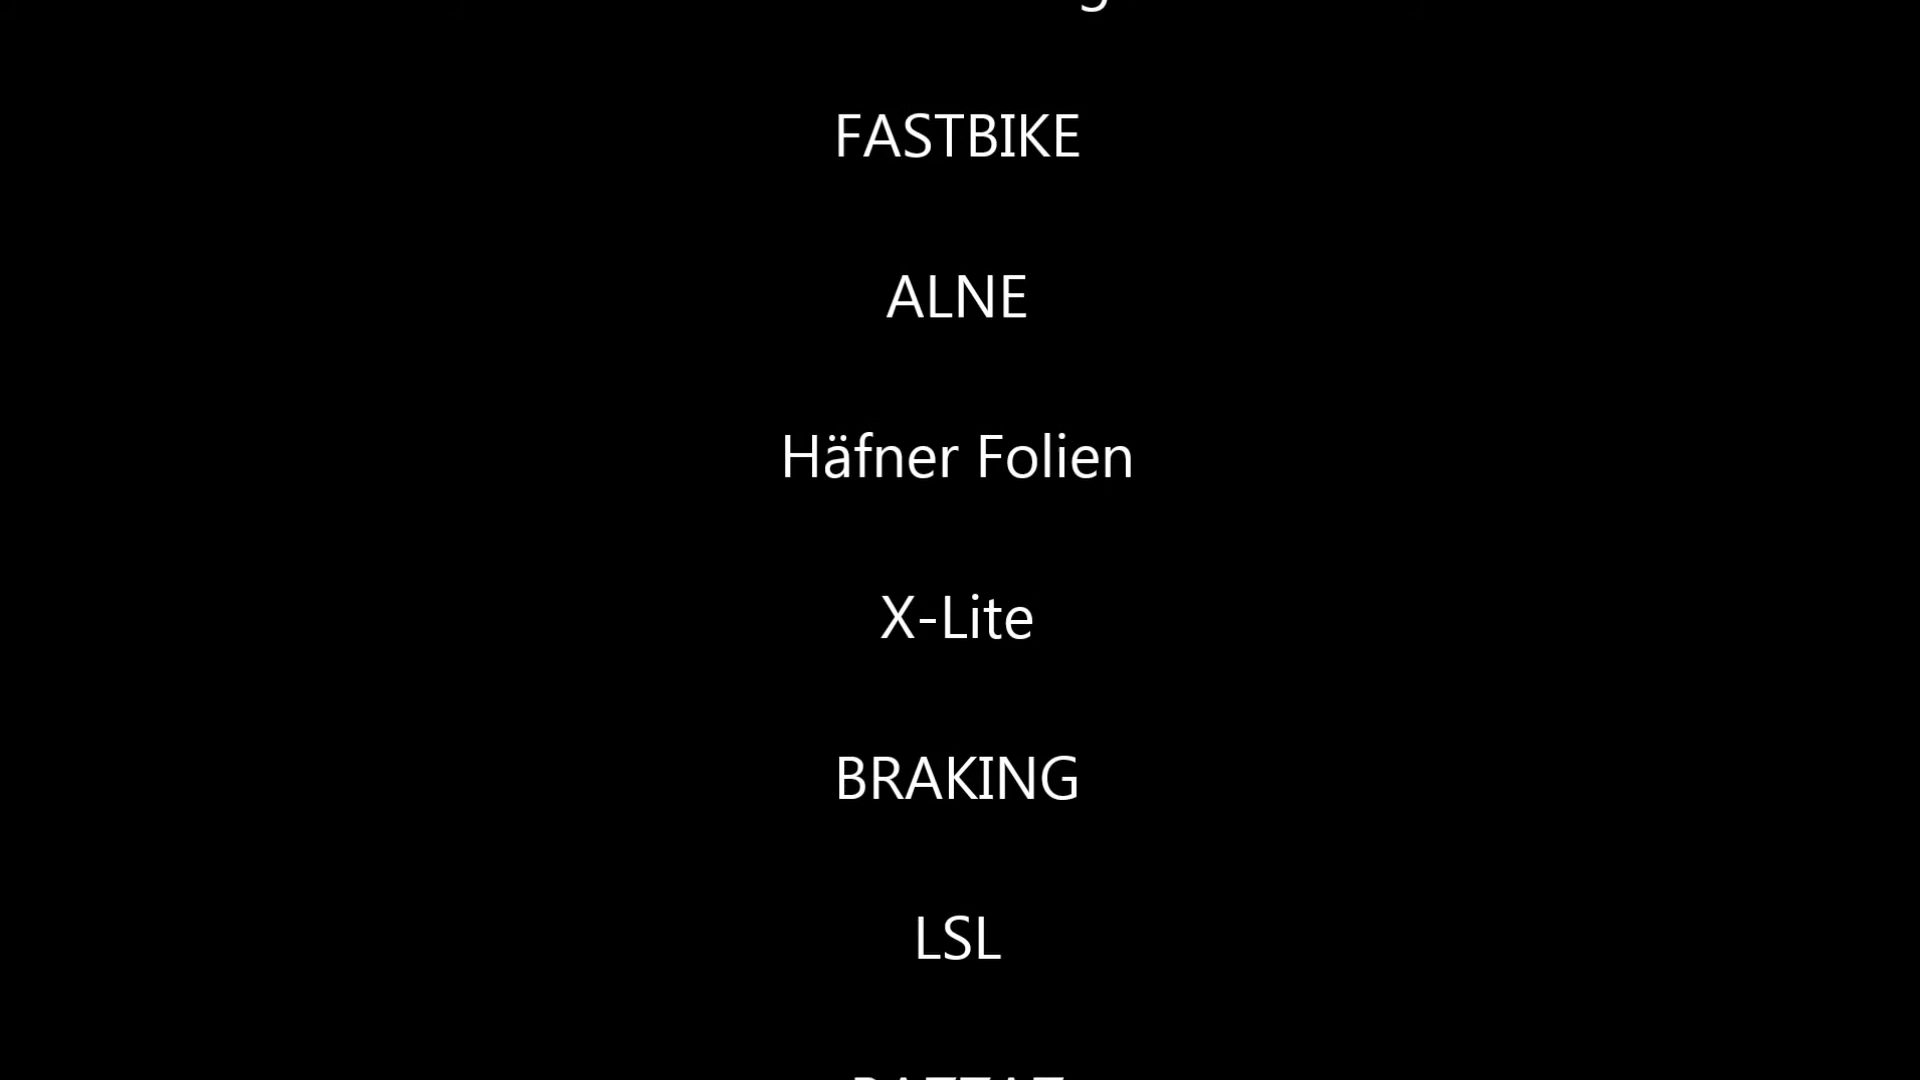 FASTBIKE
ALNE
Häfner Folien
X-Lite
BRAKING
LSL